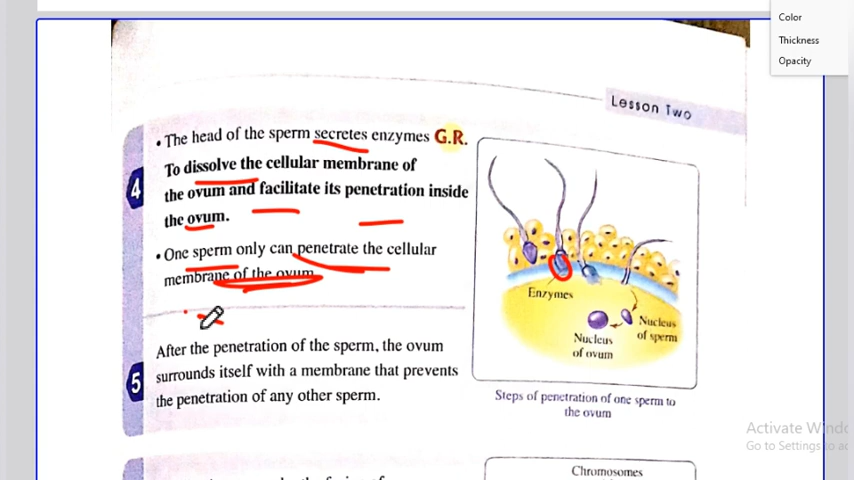 Color
Thickness
Opacity
Lesson Two
• The head of the sperm secretes enzymes G.R.
To dissolve the cellular membrane of
the ovum and facilitate its penetration inside
the ovum.
4
• One sperm only can penetrate the cellular
membrane of the ovum
Enzymes
Nucleus
of sperm
Nucleus
of ovum
After the penetration of the sperm, the ovum
surrounds itself with a membrane that prevents
the penetration of any other sperm.
5
Steps of penetration of one sperm to
the ovum
Activate Windo
Go to Settings to ac
Chromosomes